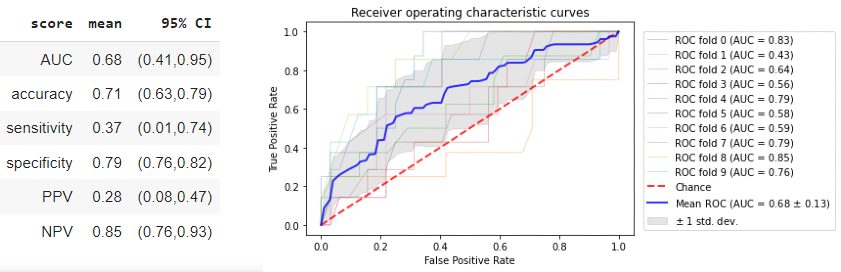 score mean 95% CI
AUC 0.68 (0.41,0.95)
accuracy 0.71 (0.63,0.79)
sensitivity 0.37 (0.01,0.74)
specificity 0.79 (0.76,0.82)
PPV 0.28 (0.08,0.47)
NPV 0.85 (0.76,0.93)
Receiver operating characteristic curves
True Positive Rate
1.0
0.8
0.6
0.4
0.2
0.0
0.0 0.2 0.4 0.6 0.8 1.0
False Positive Rate
ROC fold 0 (AUC = 0.83)
ROC fold 1 (AUC = 0.43)
ROC fold 2 (AUC = 0.64)
ROC fold 3 (AUC = 0.56)
ROC fold 4 (AUC = 0.79)
ROC fold 5 (AUC = 0.58)
ROC fold 6 (AUC = 0.59)
ROC fold 7 (AUC = 0.79)
ROC fold 8 (AUC = 0.85)
ROC fold 9 (AUC = 0.76)
Chance
Mean ROC (AUC = 0.68 ± 0.13)
± 1 std. dev.